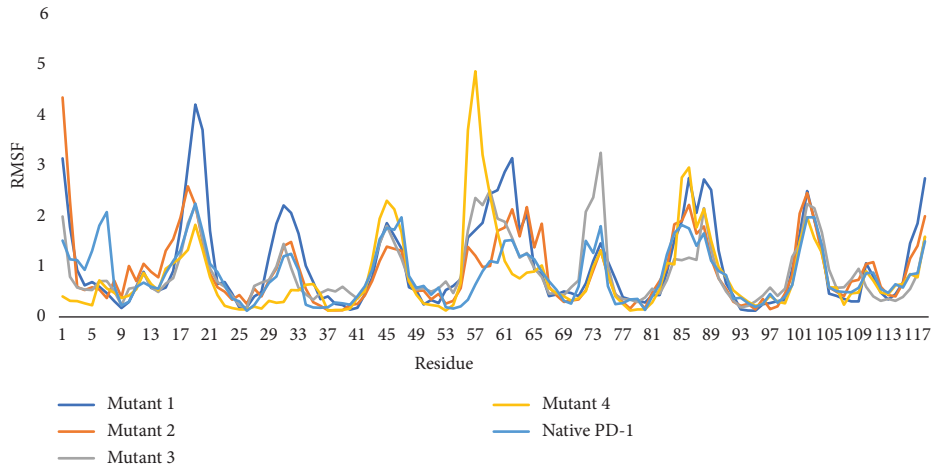 6
5
4
3
2
1
0
RMSF
1 5 9 13 17 21 25 29 33 37 41 45 49 53 57 61 65 69 73 77 81 85 89 93 97 101 105 109 113 117
Residue
Mutant 1
Mutant 2
Mutant 3
Mutant 4
Native PD-1